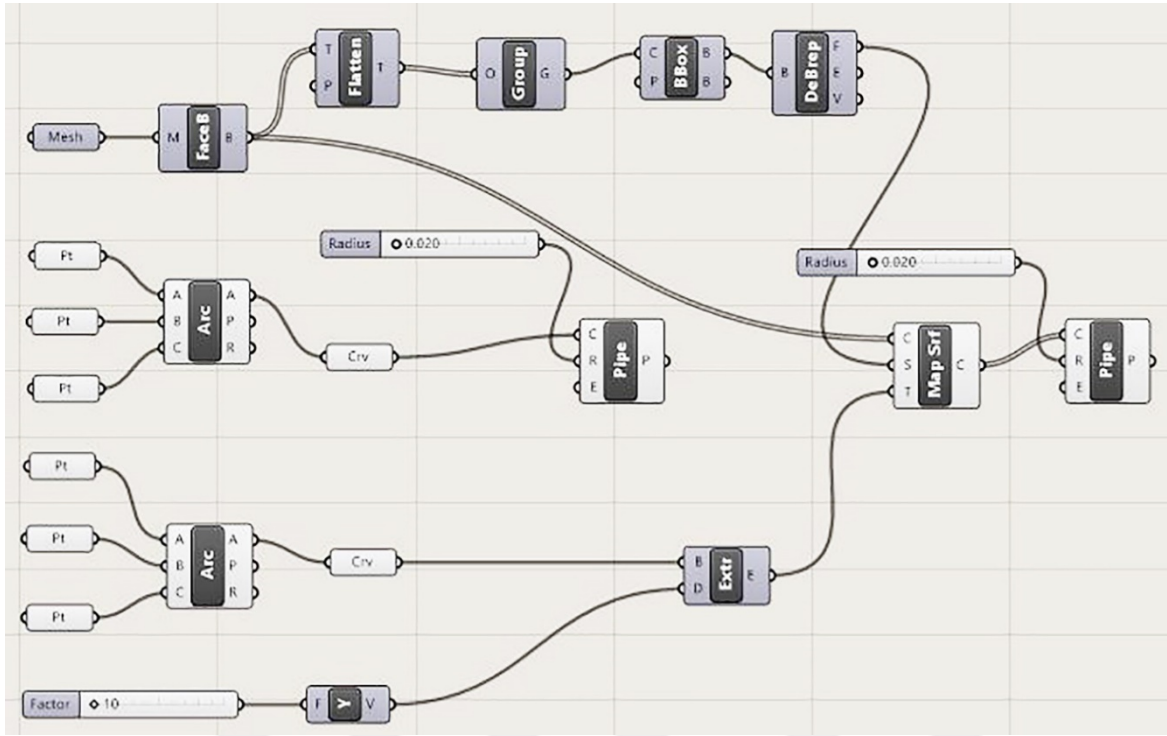 T Flatten T
P
O Group G
C BBox B
P B
B DeBrep F
E
V
Mesh
M FaceB B
Radius 0.020
Pt
Pt
Pt
A Arc A
B P
C R
Crv
C Pipe P
R
E
Radius 0.020
C Map Srf C
S
T
C Pipe P
R
E
Pt
Pt
Pt
A Arc A
B P
C R
Crv
B Extr E
D
Factor 10
F Y V